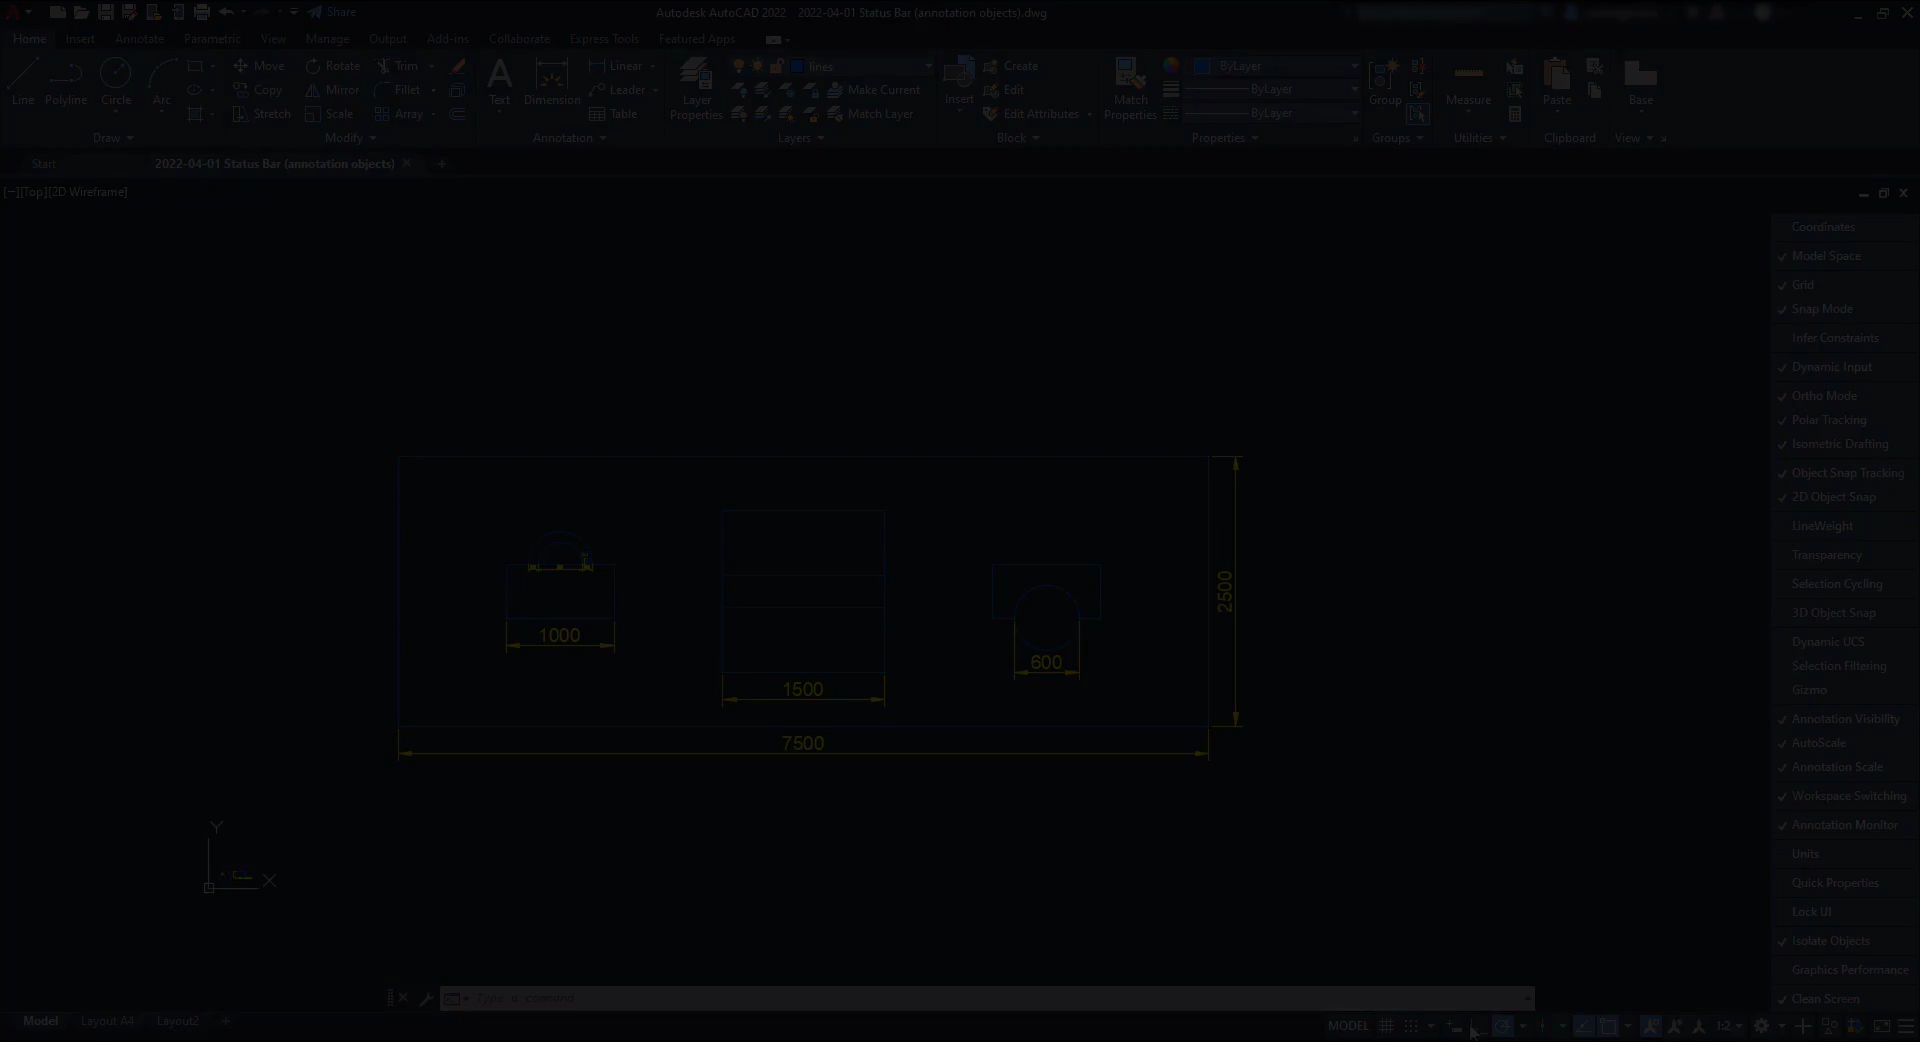 Share
Autodesk AutoCAD 2022 2022-04-01 Status Bar (annotation objects).dwg
Home Insert Annotate Parametric View Manage Output Add-ins Collaborate Express Tools Featured Apps
Line Polyline Circle Arc
Move Rotate Trim
Copy Mirror Fillet
Stretch Scale Array
Text Dimension
Linear
Leader
Table
Layer Properties
lines
Make Current
Match Layer
Insert
Create
Edit
Edit Attributes
Match Properties
ByLayer
ByLayer
ByLayer
Group
Measure
Paste
Base
Draw Modify Annotation Layers Block Properties Groups Utilities Clipboard View
Start 2022-04-01 Status Bar (annotation objects)
[−][Top][2D Wireframe]
Coordinates
Model Space
Grid
Snap Mode
Infer Constraints
Dynamic Input
Ortho Mode
Polar Tracking
Isometric Drafting
Object Snap Tracking
2D Object Snap
LineWeight
Transparency
Selection Cycling
3D Object Snap
Dynamic UCS
Selection Filtering
Gizmo
Annotation Visibility
AutoScale
Annotation Scale
Workspace Switching
Annotation Monitor
Units
Quick Properties
Lock UI
Isolate Objects
Graphics Performance
Clean Screen
2500
1000
600
1500
7500
Y
X
Type a command
Model Layout A4 Layout2
MODEL 1:2